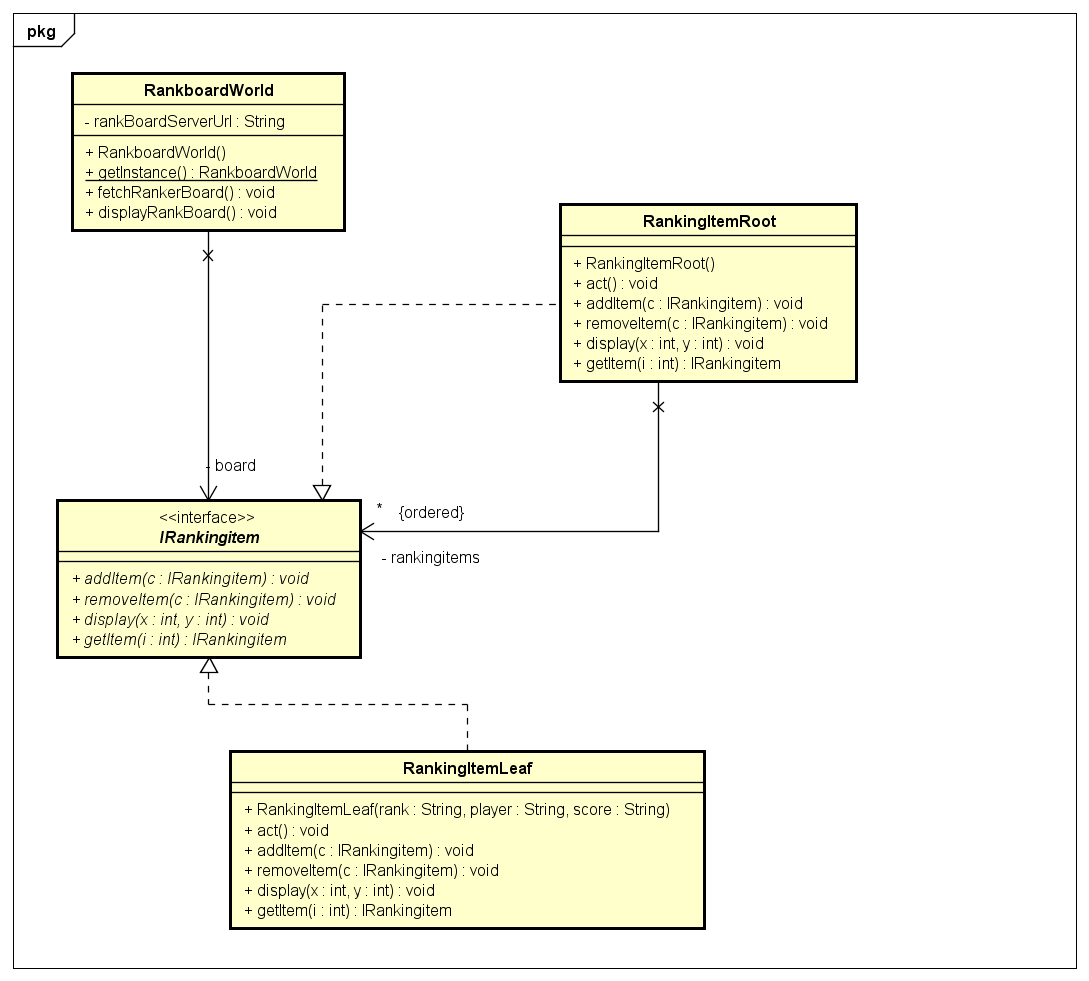 pkg
RankboardWorld
- rankBoardServerUrl : String
+ RankboardWorld()
+ getInstance() : RankboardWorld
+ fetchRankerBoard() : void
+ displayRankBoard() : void
RankingItemRoot
+ RankingItemRoot()
+ act() : void
+ addItem(c : IRankingitem) : void
+ removeItem(c : IRankingitem) : void
+ display(x : int, y : int) : void
+ getItem(i : int) : IRankingitem
- board
* {ordered}
- rankingitems
<<interface>>
IRankingitem
+ addItem(c : IRankingitem) : void
+ removeItem(c : IRankingitem) : void
+ display(x : int, y : int) : void
+ getItem(i : int) : IRankingitem
RankingItemLeaf
+ RankingItemLeaf(rank : String, player : String, score : String)
+ act() : void
+ addItem(c : IRankingitem) : void
+ removeItem(c : IRankingitem) : void
+ display(x : int, y : int) : void
+ getItem(i : int) : IRankingitem